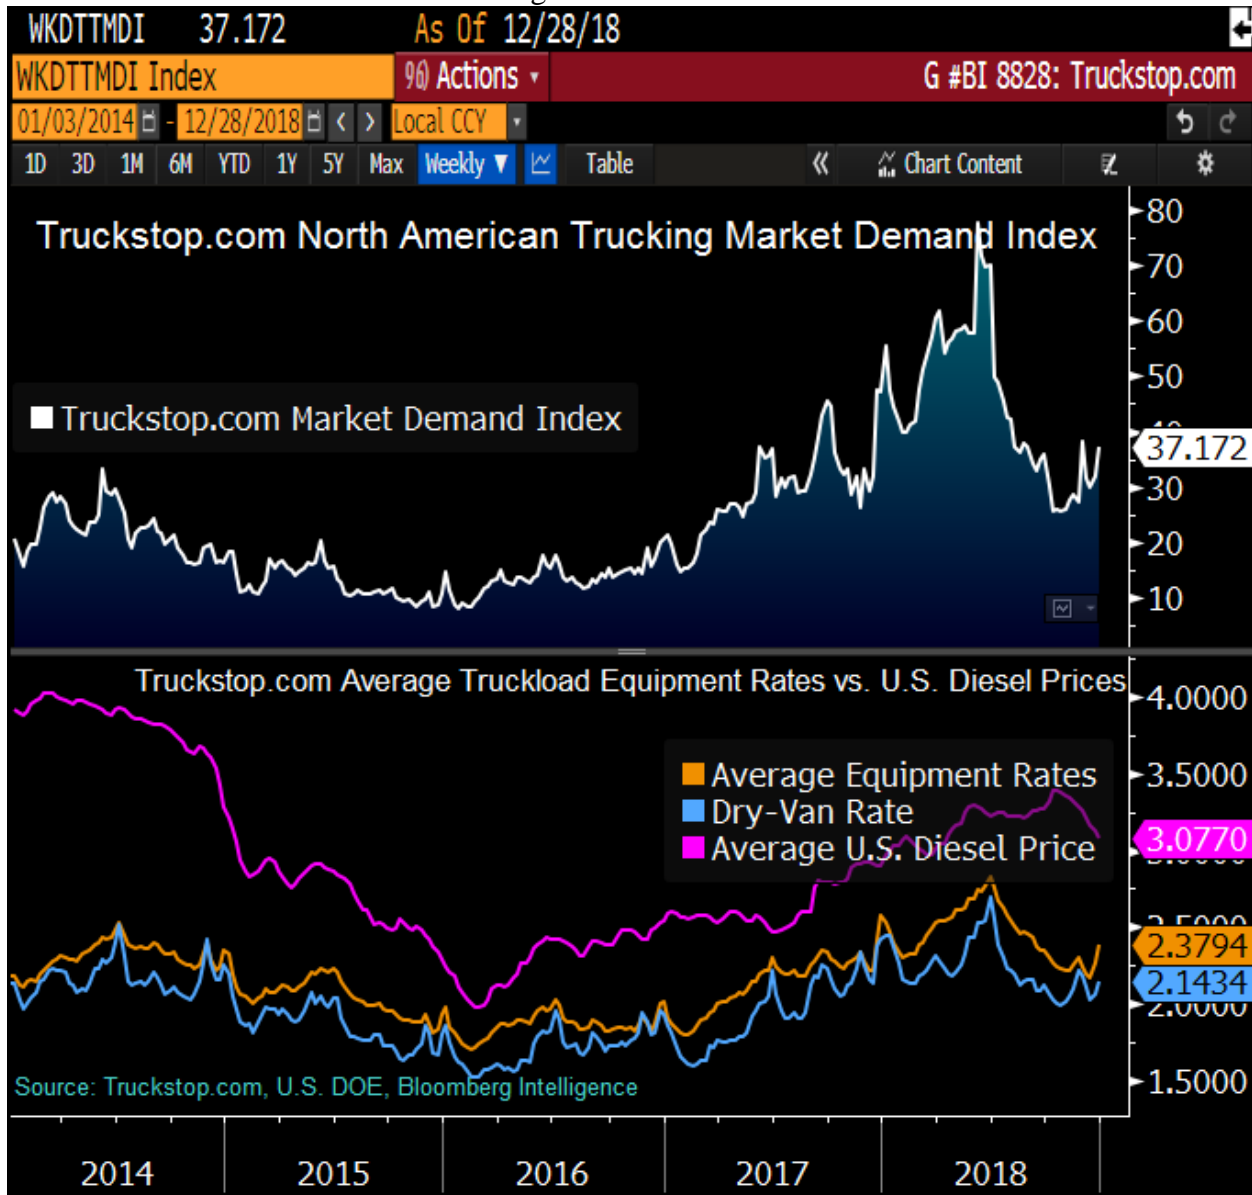 WKDTTMDI 37.172 As Of 12/28/18
WKDTTMDI Index 96) Actions G #BI 8828: Truckstop.com
01/03/2014 - 12/28/2018 Local CCY
1D 3D 1M 6M YTD 1Y 5Y Max Weekly Table Chart Content
Truckstop.com North American Trucking Market Demand Index
Truckstop.com Market Demand Index
80
70
60
50
37.172
30
20
10
Truckstop.com Average Truckload Equipment Rates vs. U.S. Diesel Prices
Average Equipment Rates
Dry-Van Rate
Average U.S. Diesel Price
4.0000
3.5000
3.0770
2.3794
2.1434
1.5000
Source: Truckstop.com, U.S. DOE, Bloomberg Intelligence
2014 2015 2016 2017 2018